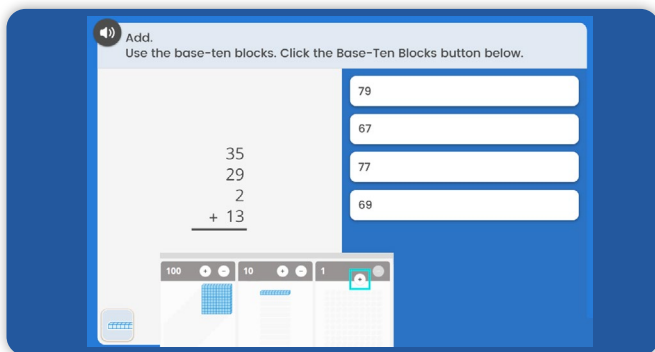 Add.
Use the base-ten blocks. Click the Base-Ten Blocks button below.
35
29
2
+ 13
79
67
77
69
100 + - 10 + - 1 +